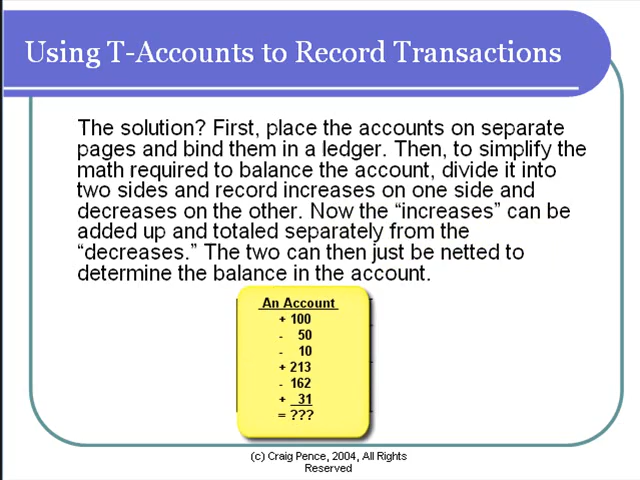 Using T-Accounts to Record Transactions
The solution? First, place the accounts on separate
pages and bind them in a ledger. Then, to simplify the
math required to balance the account, divide it into
two sides and record increases on one side and
decreases on the other. Now the “increases” can be
added up and totaled separately from the
“decreases.” The two can then just be netted to
determine the balance in the account.
An Account
+ 100
- 50
- 10
+ 213
- 162
+ 31
= ???
(c) Craig Pence, 2004, All Rights
Reserved